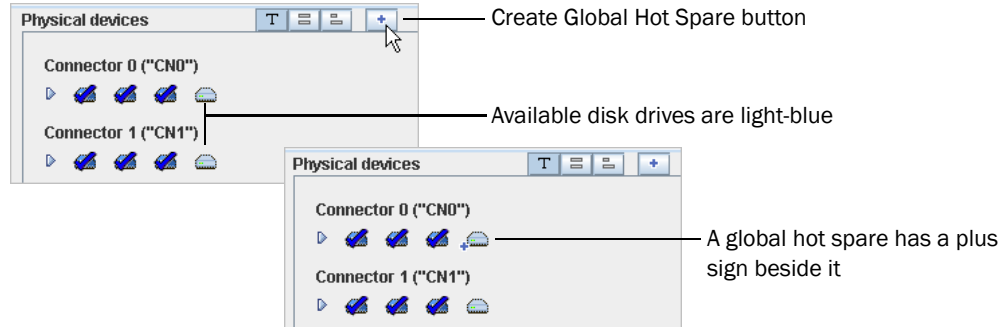 Physical devices
T
Create Global Hot Spare button
Connector 0 ("CN0")
Available disk drives are light-blue
Connector 1 ("CN1")
Physical devices
T
Connector 0 ("CN0")
A global hot spare has a plus
sign beside it
Connector 1 ("CN1")